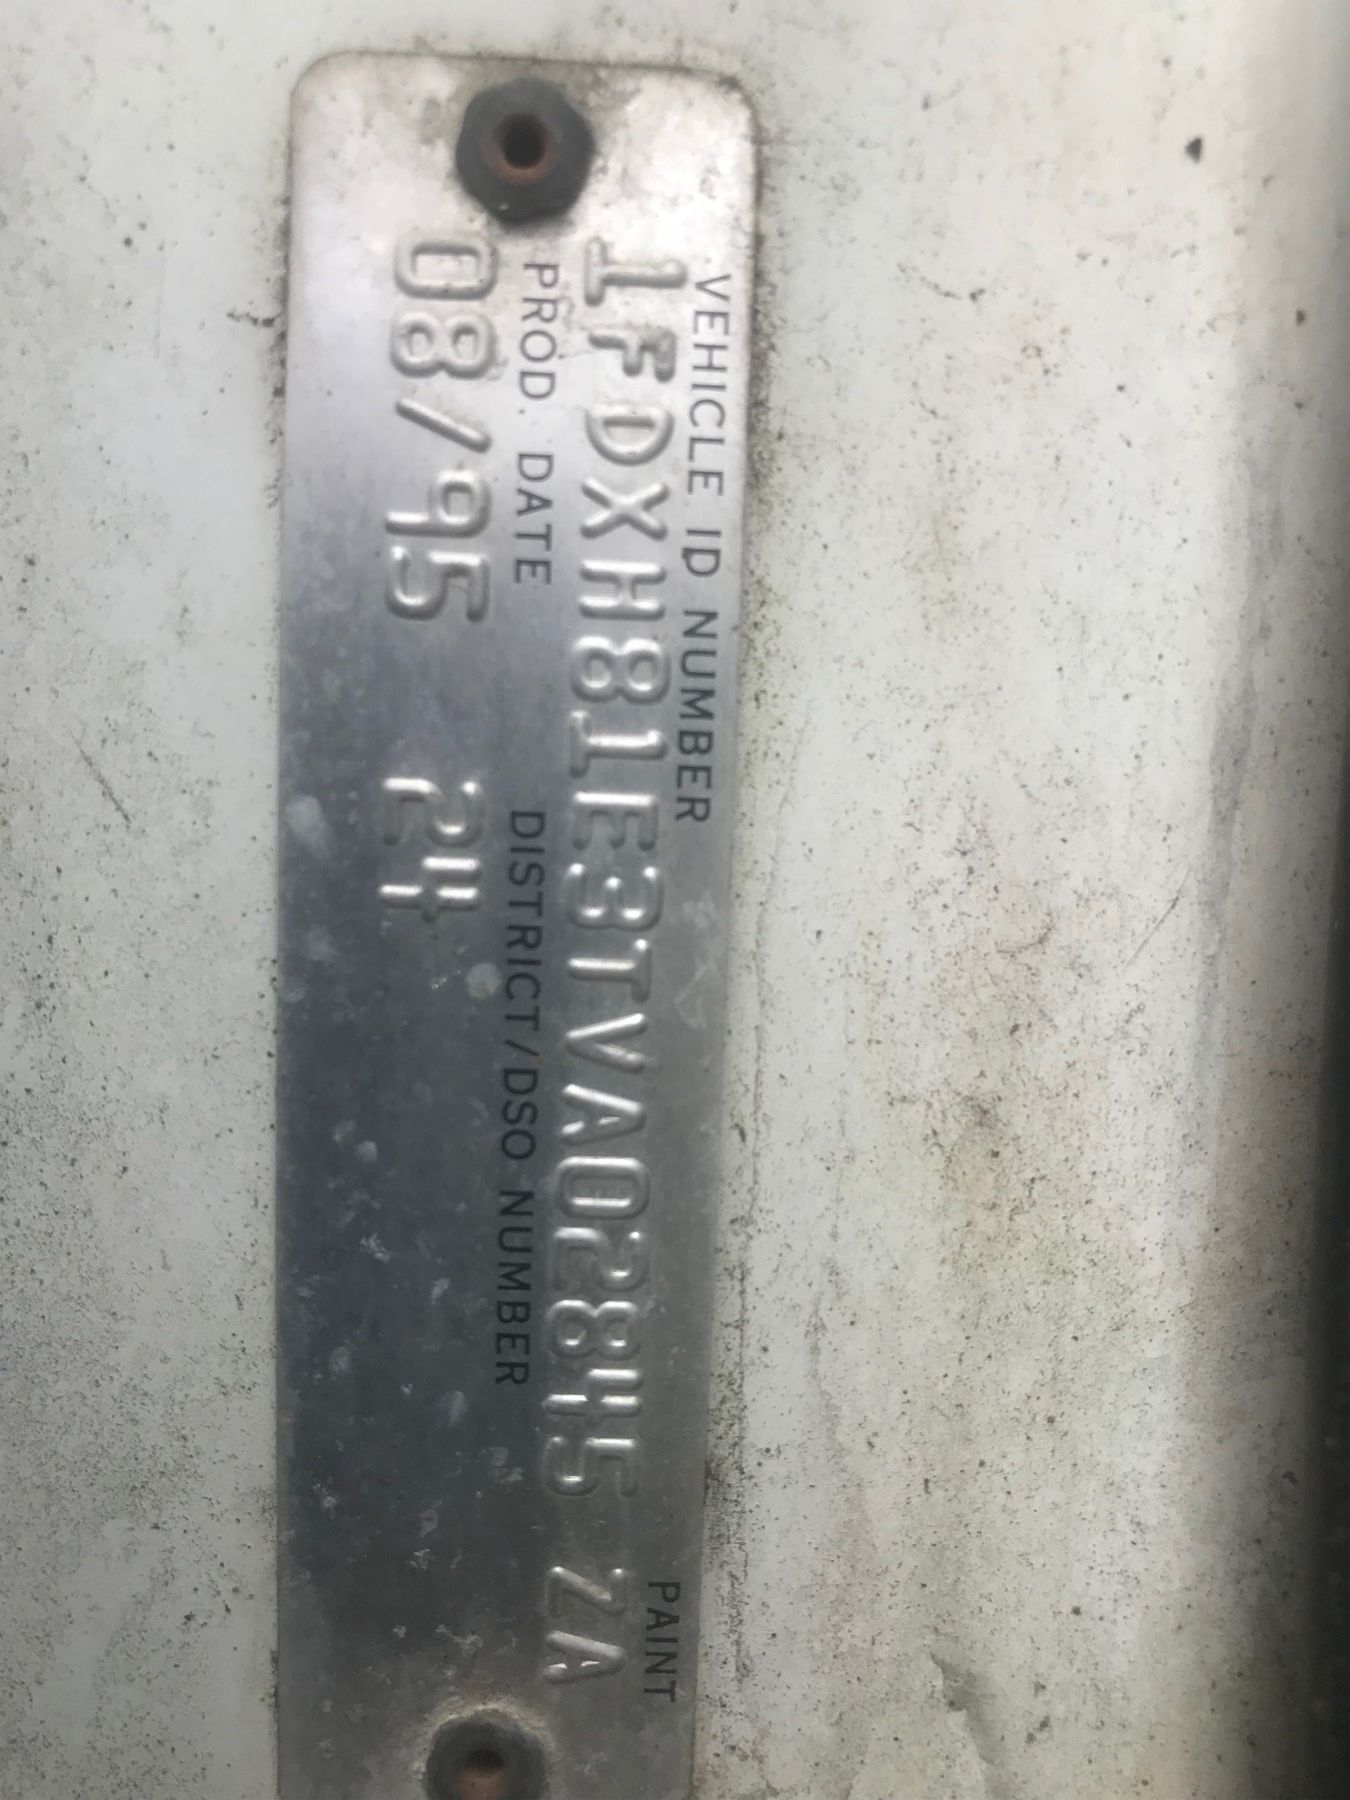 VEHICLE ID NUMBER PAINT
1FDXH81E3TVA02845 ZA
PROD. DATE DISTRICT/DSO NUMBER
08/95 24